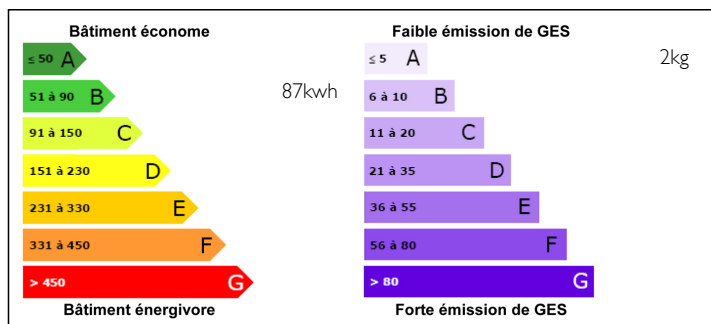 Bâtiment économe
≤ 50 A
51 à 90 B
91 à 150 C
151 à 230 D
231 à 330 E
331 à 450 F
> 450 G
Bâtiment énergivore
87kwh
Faible émission de GES
≤ 5 A
6 à 10 B
11 à 20 C
21 à 35 D
36 à 55 E
56 à 80 F
> 80 G
Forte émission de GES
2kg